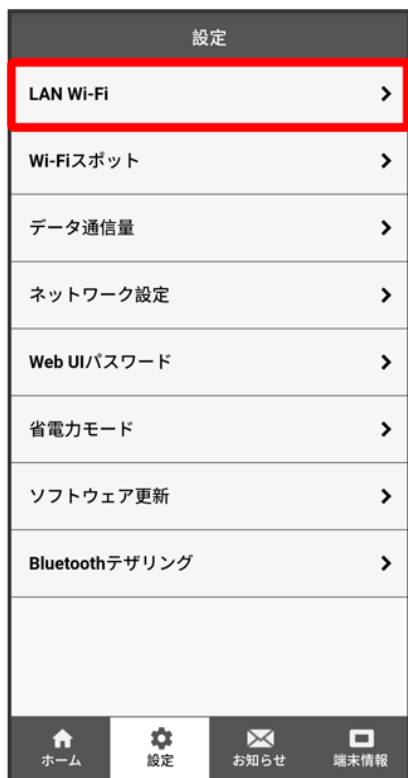 設定
LAN Wi-Fi
Wi-Fiスポット
データ通信量
ネットワーク設定
Web UIパスワード
省電力モード
ソフトウェア更新
Bluetoothテザリング
ホーム 設定 お知らせ 端末情報